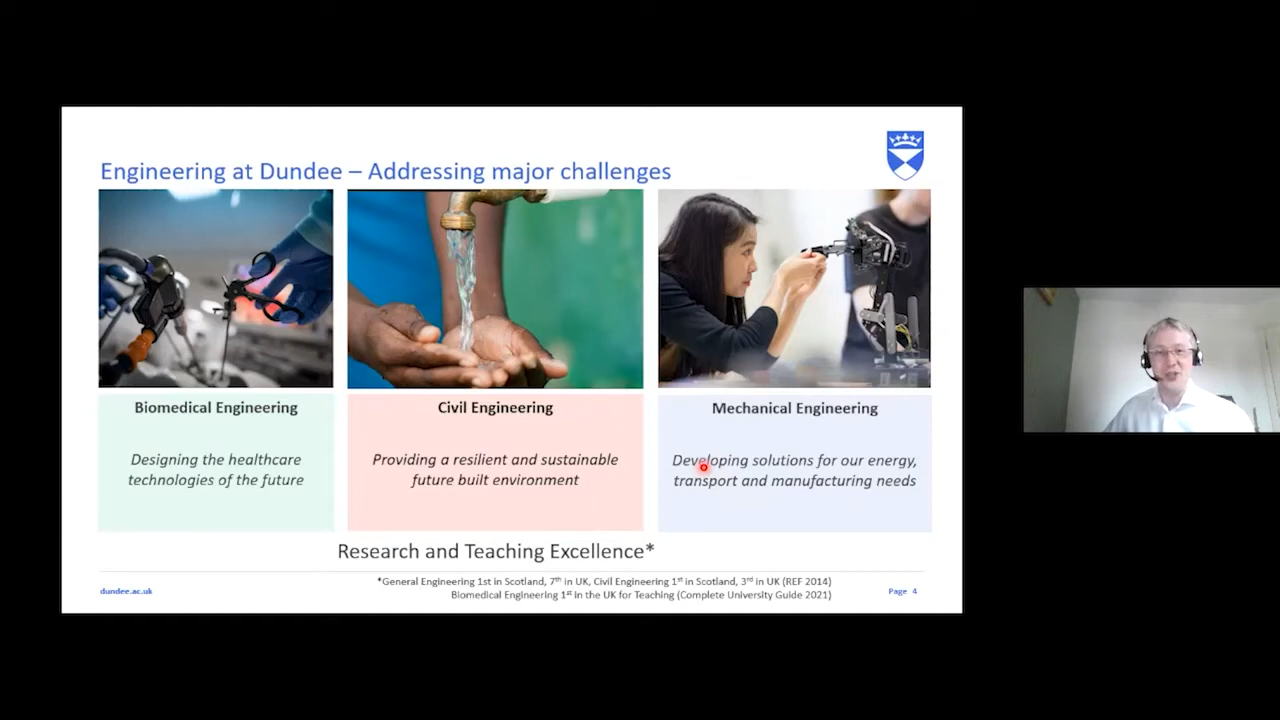 Engineering at Dundee – Addressing major challenges
Biomedical Engineering
Designing the healthcare
technologies of the future
Civil Engineering
Providing a resilient and sustainable
future built environment
Mechanical Engineering
Developing solutions for our energy,
transport and manufacturing needs
Research and Teaching Excellence*
*General Engineering 1st in Scotland, 7th in UK, Civil Engineering 1st in Scotland, 3rd in UK (REF 2014)
Biomedical Engineering 1st in the UK for Teaching (Complete University Guide 2021)
dundee.ac.uk
Page 4